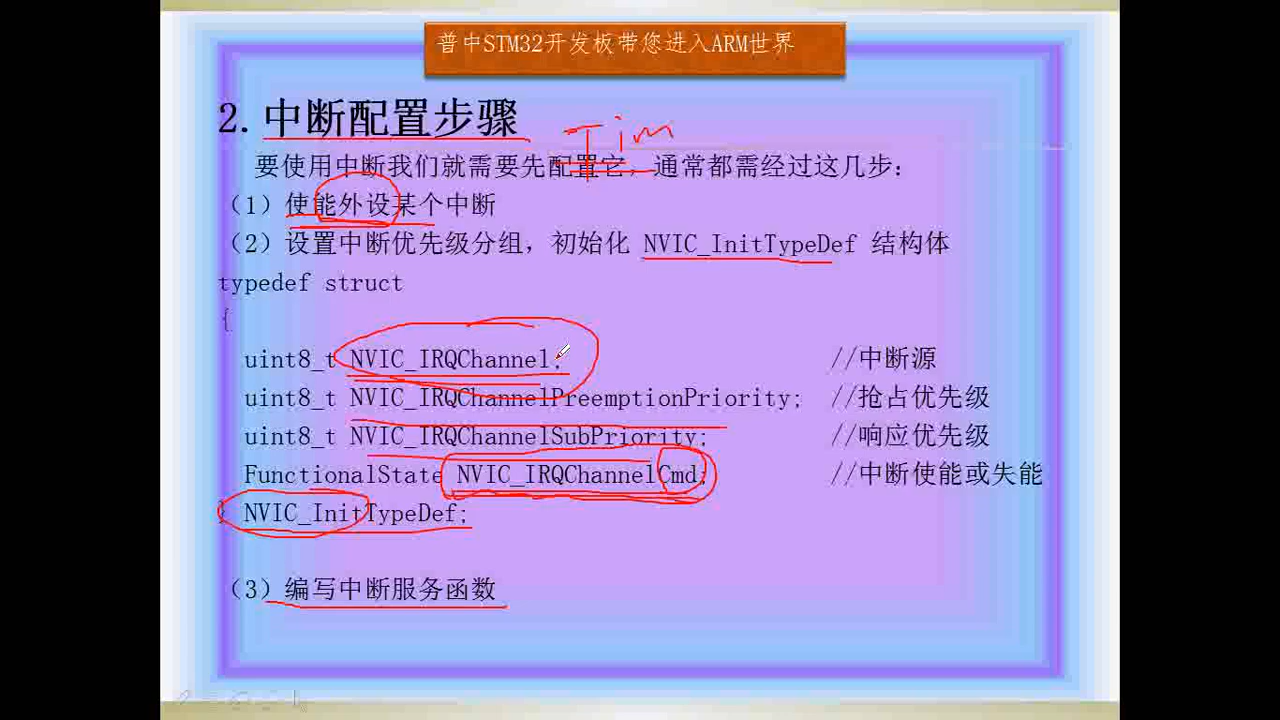 普中STM32开发板带您进入ARM世界
2.中断配置步骤
Tim
要使用中断我们就需要先配置它，通常都需经过这几步：
（1）使能外设某个中断
（2）设置中断优先级分组，初始化 NVIC_InitTypeDef 结构体
typedef struct
{
uint8_t NVIC_IRQChannel; //中断源
uint8_t NVIC_IRQChannelPreemptionPriority; //抢占优先级
uint8_t NVIC_IRQChannelSubPriority; //响应优先级
FunctionalState NVIC_IRQChannelCmd; //中断使能或失能
} NVIC_InitTypeDef;
（3）编写中断服务函数